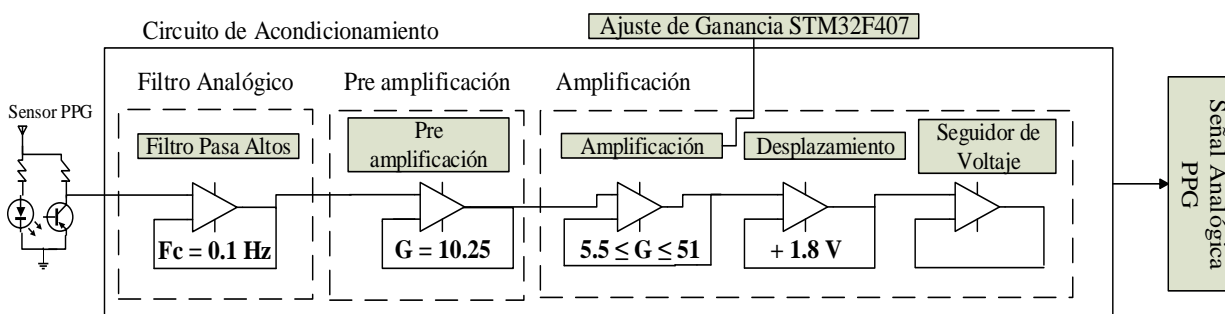 Ajuste de Ganancia STM32F407
Circuito de Acondicionamiento
Filtro Analógico
Pre amplificación
Amplificación
Sensor PPG
Filtro Pasa Altos
Pre
amplificación
Amplificación
Desplazamiento
Seguidor de
Voltaje
Fc = 0.1 Hz
G = 10.25
5.5 ≤ G ≤ 51
+ 1.8 V
Señal Analógica
PPG